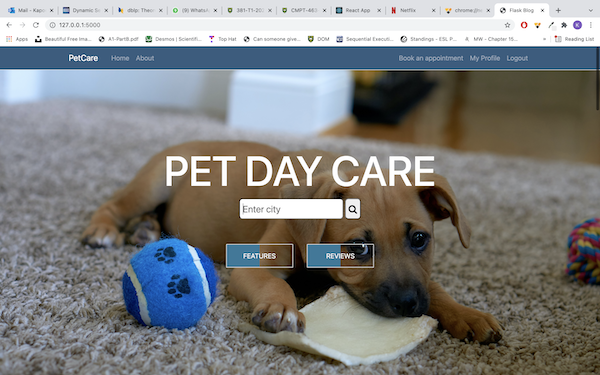 Mail - Kapo
Dynamic S
dblp: Theo
(9) WhatsA
381-T1-202
CMPT-469
React App
Netflix
chrome://n
Flask Blog
127.0.0.1:5000
Apps
Beautiful Free Ima...
A1-PartB.pdf
Desmos | Scientifi...
Top Hat
Can someone give...
DOM
Sequential Executi...
Standings - ESL P...
MW - Chapter 15...
Reading List
PetCare
Home
About
Book an appointment
My Profile
Logout
PET DAY CARE
Enter city
FEATURES
REVIEWS